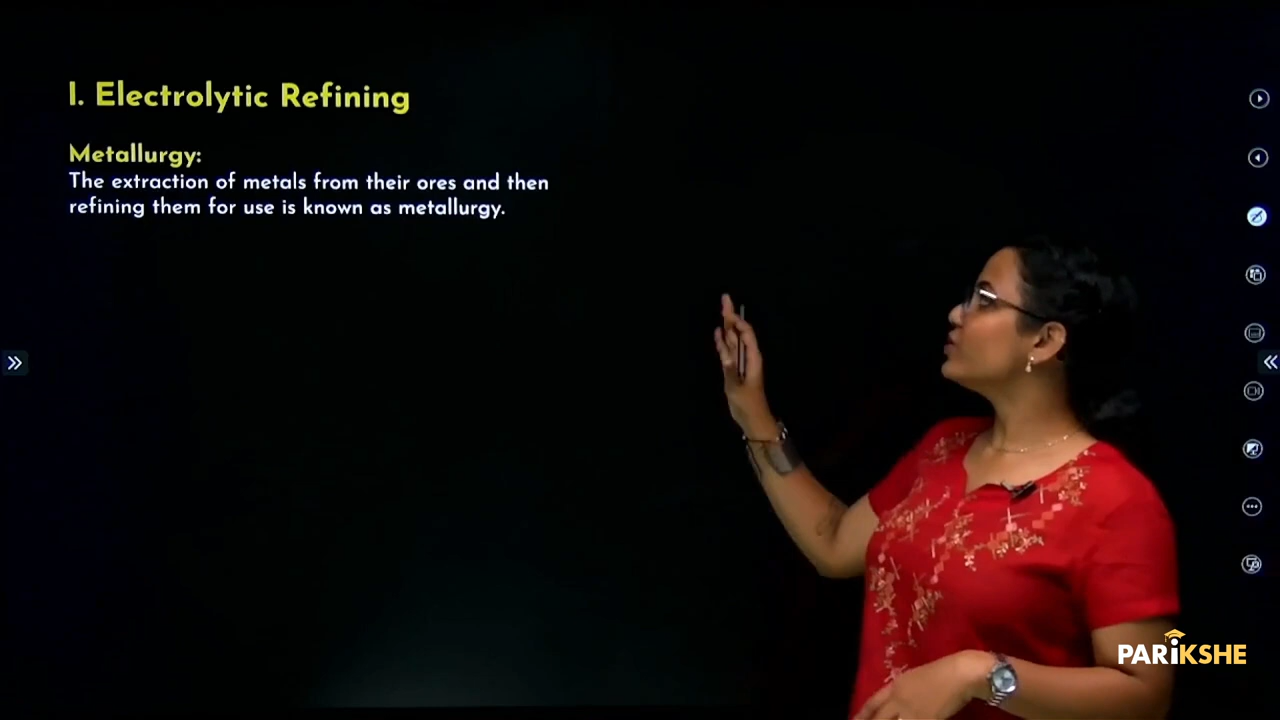 I. Electrolytic Refining
Metallurgy:
The extraction of metals from their ores and then
refining them for use is known as metallurgy.
PARiKSHE